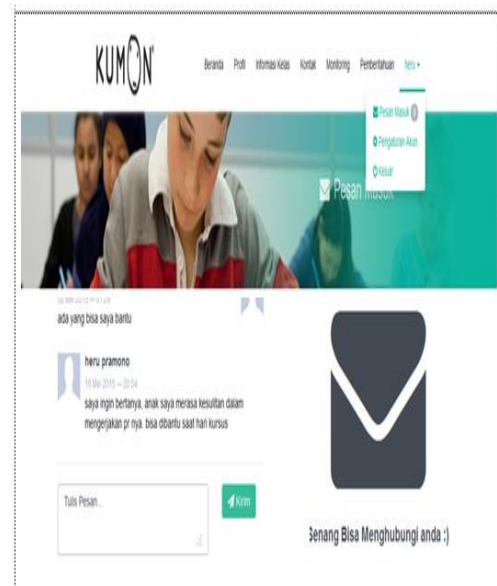 KUMON
Beranda Profil Informasi Kelas Kontak Monitoring Pemberitahuan heru
Pesan Masuk
Pengaturan Akun
Keluar
Pesan Masuk
ada yang bisa saya bantu
heru pramono
16 Mei 2015 — 20:54
saya ingin bertanya, anak saya merasa kesulitan dalam
mengerjakan pr nya. bisa dibantu saat hari kursus
Tulis Pesan...
Kirim
Senang Bisa Menghubungi anda :)